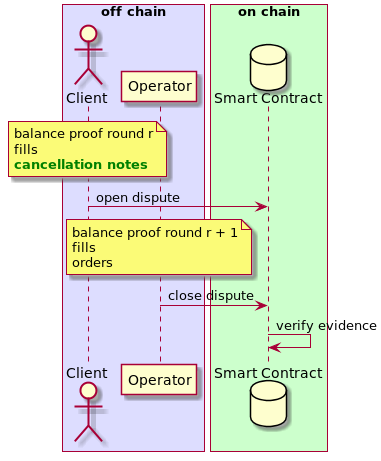 off chain
on chain
Client
Operator
Smart Contract
balance proof round r
fills
cancellation notes
open dispute
balance proof round r + 1
fills
orders
close dispute
verify evidence
Client
Operator
Smart Contract